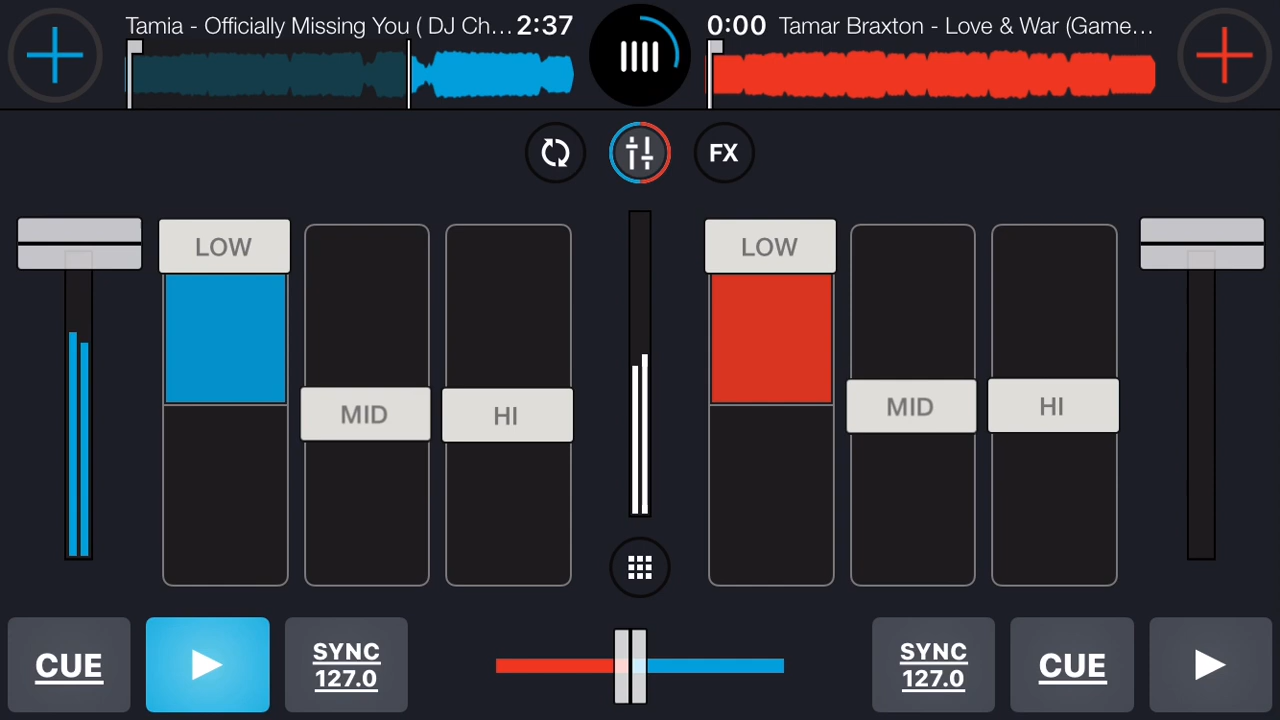 Tamia - Officially Missing You ( DJ Ch... 2:37
0:00 Tamar Braxton - Love & War (Game...
FX
LOW
MID
HI
LOW
MID
HI
CUE
SYNC
127.0
SYNC
127.0
CUE